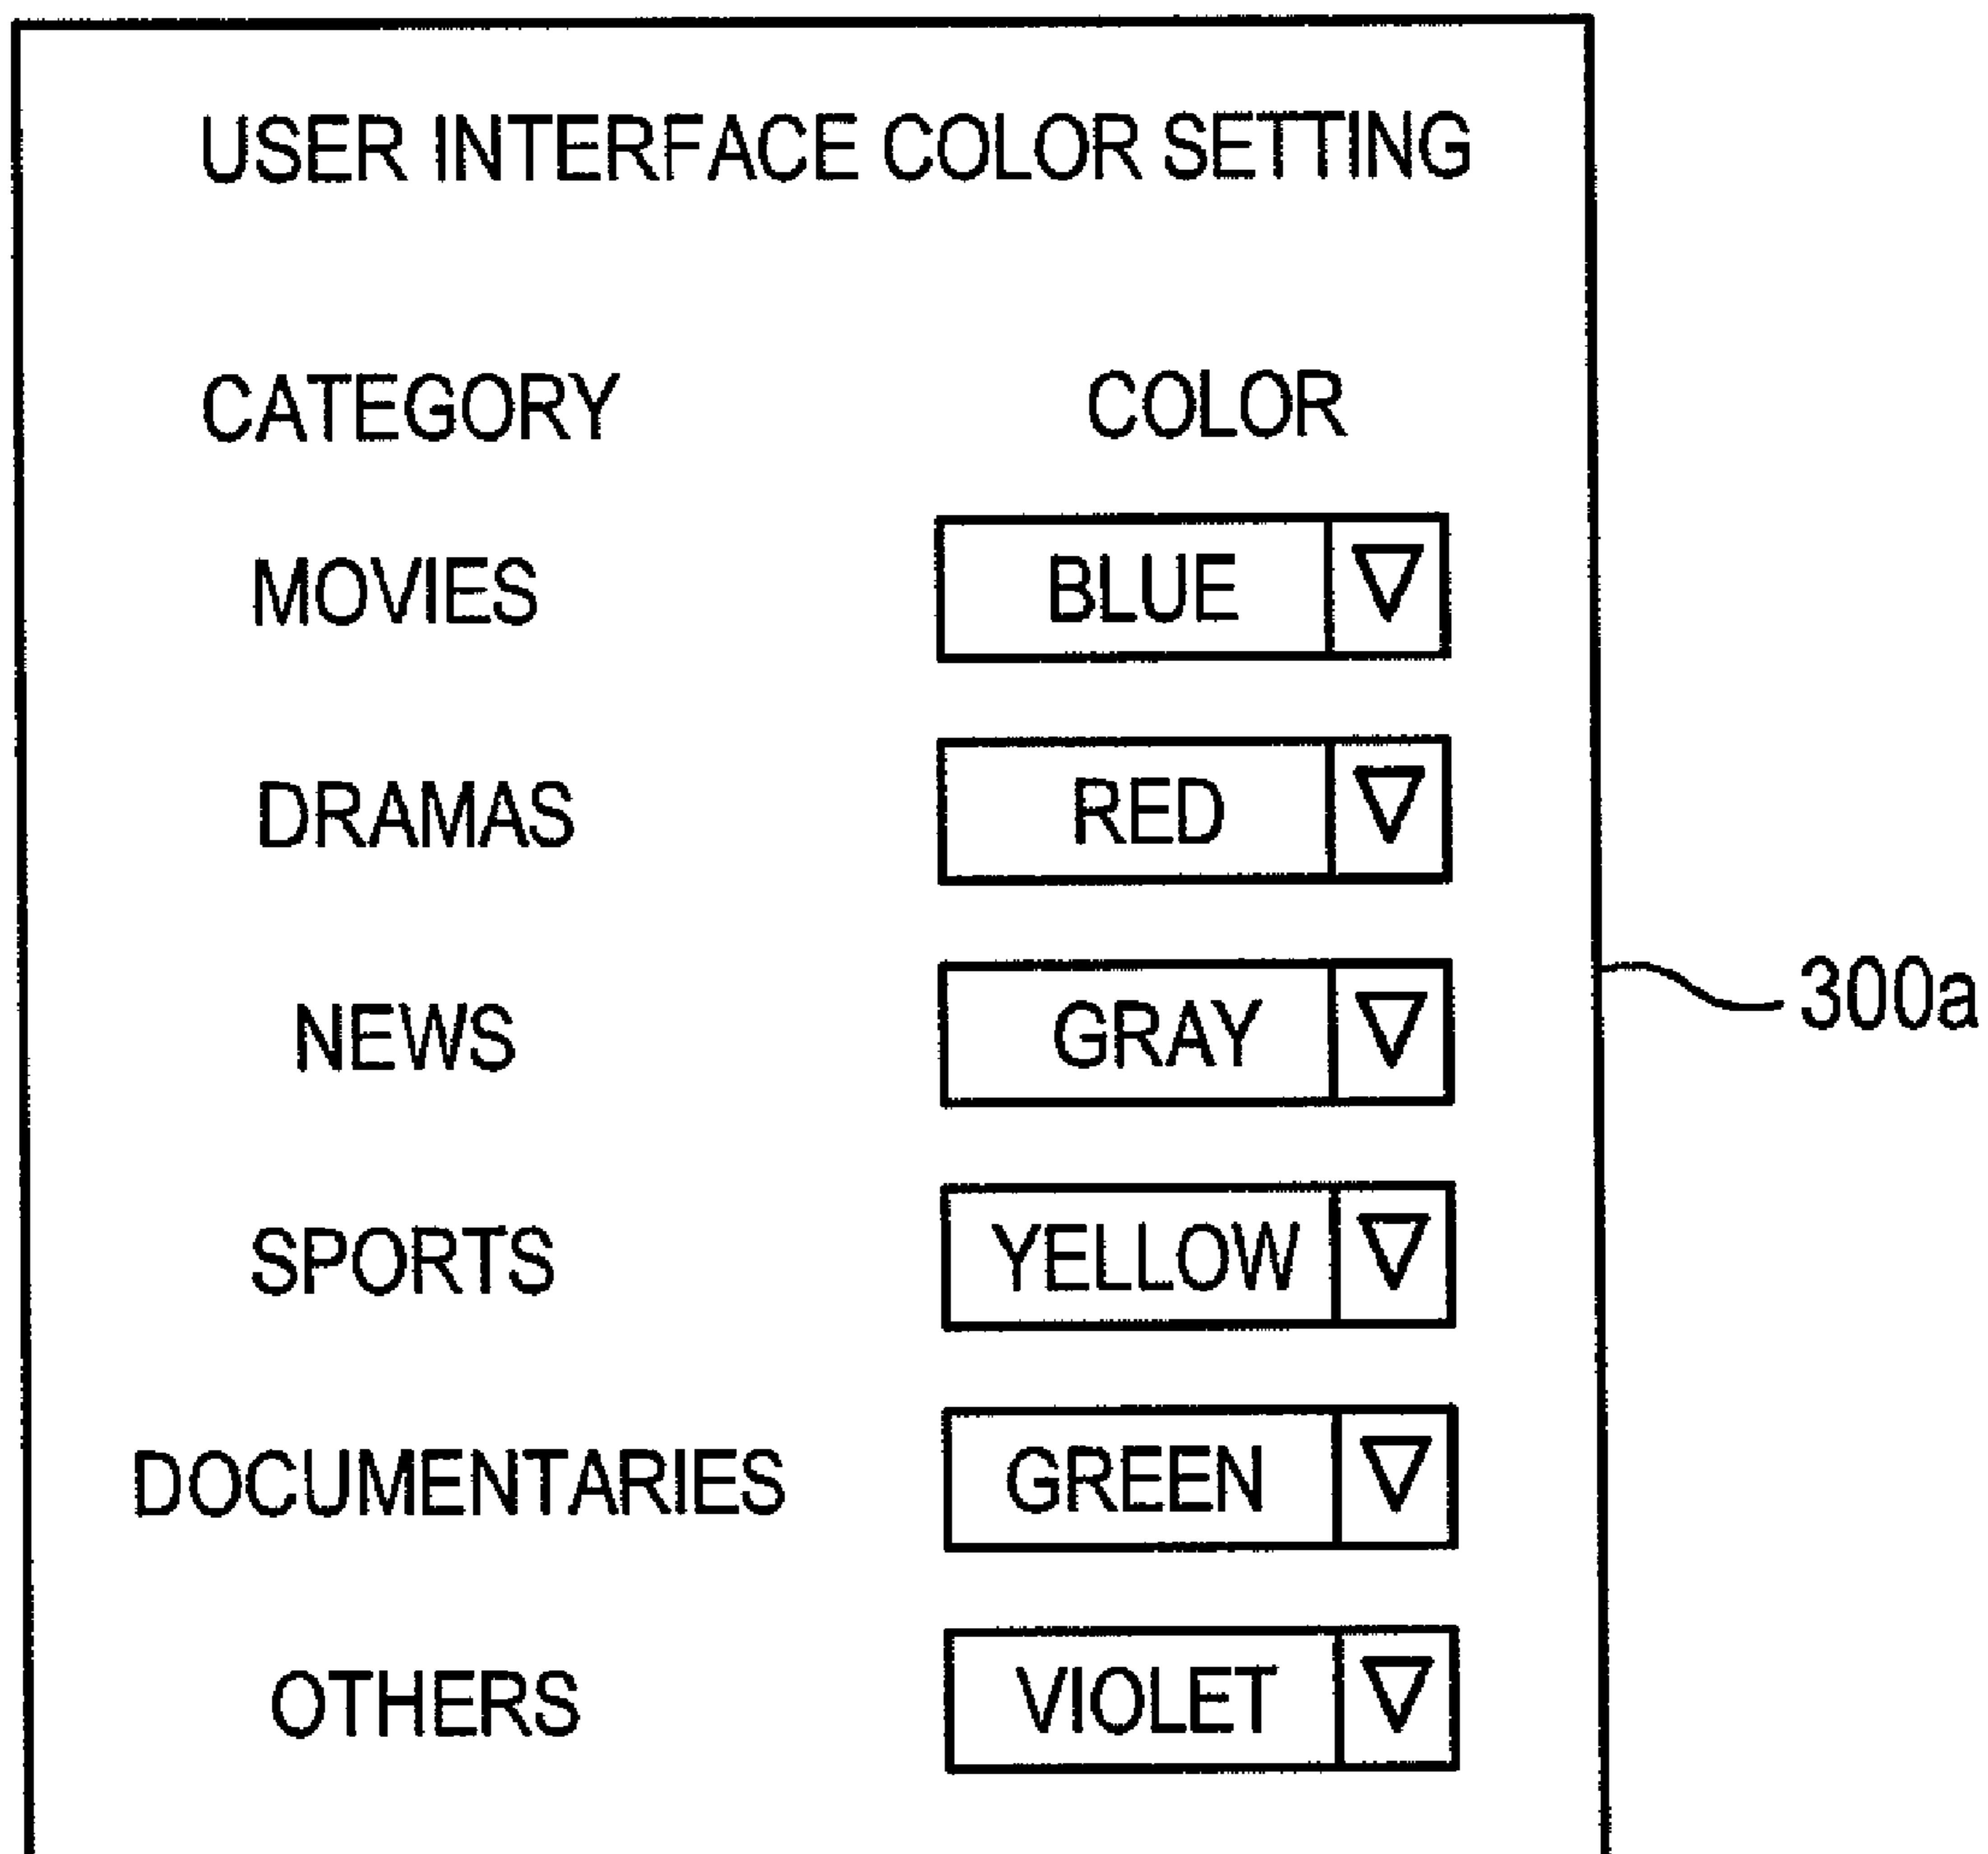 USER INTERFACE COLOR SETTING
CATEGORY COLOR
MOVIES BLUE
DRAMAS RED
NEWS GRAY
300a
SPORTS YELLOW
DOCUMENTARIES GREEN
OTHERS VIOLET